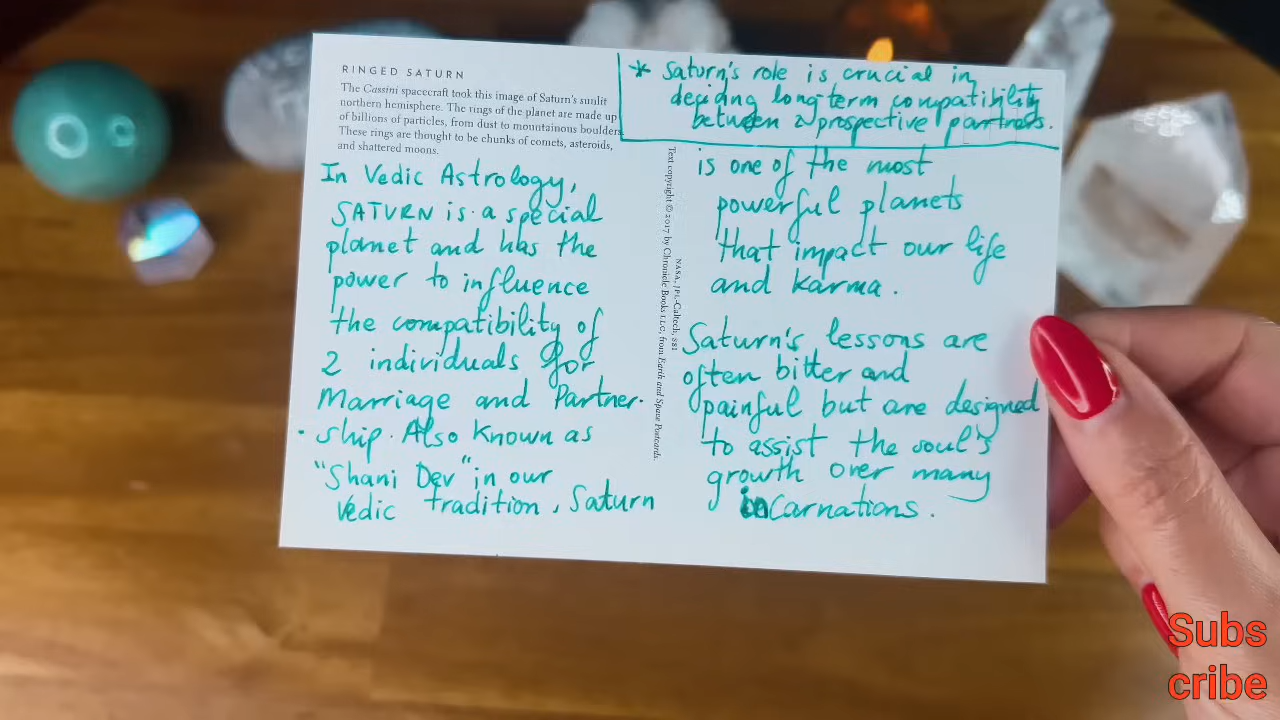 RINGED SATURN
The Cassini spacecraft took this image of Saturn's sunlit
northern hemisphere. The rings of the planet are made up
of billions of particles, from dust to mountainous boulders.
These rings are thought to be chunks of comets, asteroids,
and shattered moons.
In Vedic Astrology,
SATURN is a special
planet and has the
power to influence
the compatibility of
2 individuals for
Marriage and Partner-
ship. Also known as
"Shani Dev" in our
Vedic tradition, Saturn
* Saturn's role is crucial in
deciding long-term compatibility
between 2 prospective partners.
is one of the most
powerful planets
that impact our life
and karma.
Saturn's lessons are
often bitter and
painful but are designed
to assist the soul's
growth over many
incarnations.
Text copyright © 2017 by Chronicle Books LLC, from Earth and Space Postcards.
NASA, JPL-Caltech, SSI
Subs
cribe